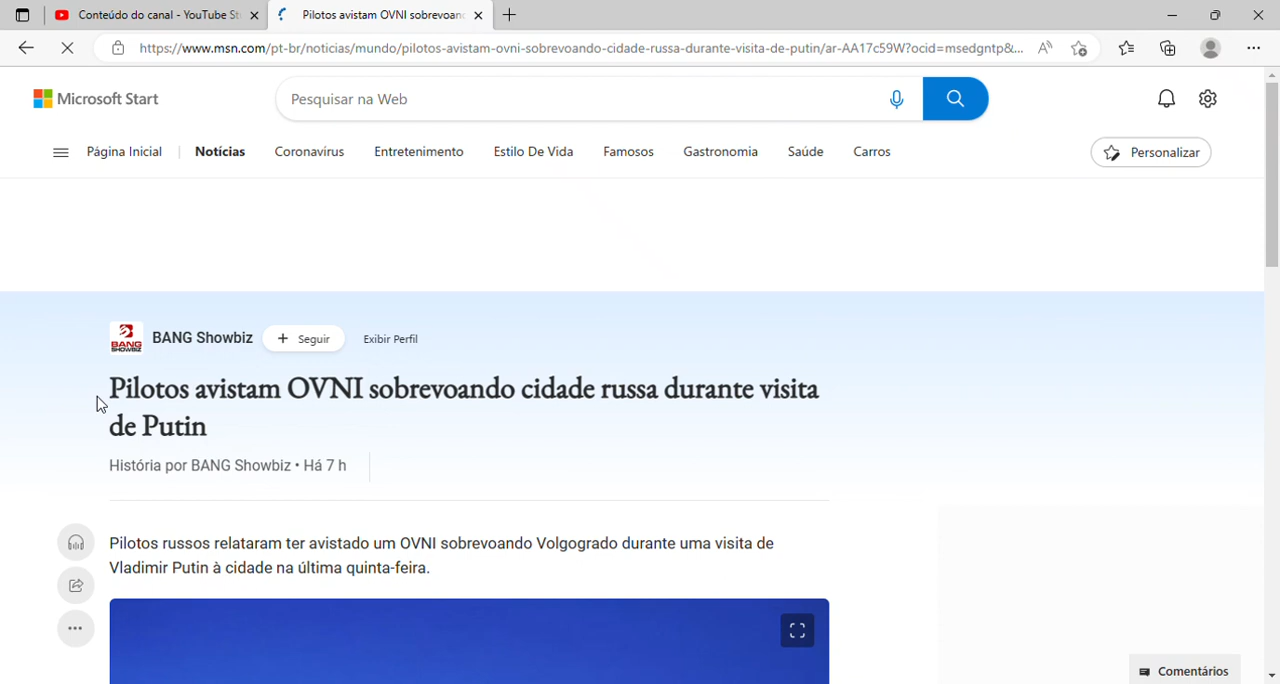 Conteúdo do canal - YouTube St
Pilotos avistam OVNI sobrevoan
https://www.msn.com/pt-br/noticias/mundo/pilotos-avistam-ovni-sobrevoando-cidade-russa-durante-visita-de-putin/ar-AA17c59W?ocid=msedgntp&...
Microsoft Start
Pesquisar na Web
Página Inicial
Notícias
Coronavírus
Entretenimento
Estilo De Vida
Famosos
Gastronomia
Saúde
Carros
Personalizar
BANG SHOWBIZ
BANG Showbiz
+ Seguir
Exibir Perfil
Pilotos avistam OVNI sobrevoando cidade russa durante visita
de Putin
História por BANG Showbiz • Há 7 h
Pilotos russos relataram ter avistado um OVNI sobrevoando Volgogrado durante uma visita de
Vladimir Putin à cidade na última quinta-feira.
Comentários